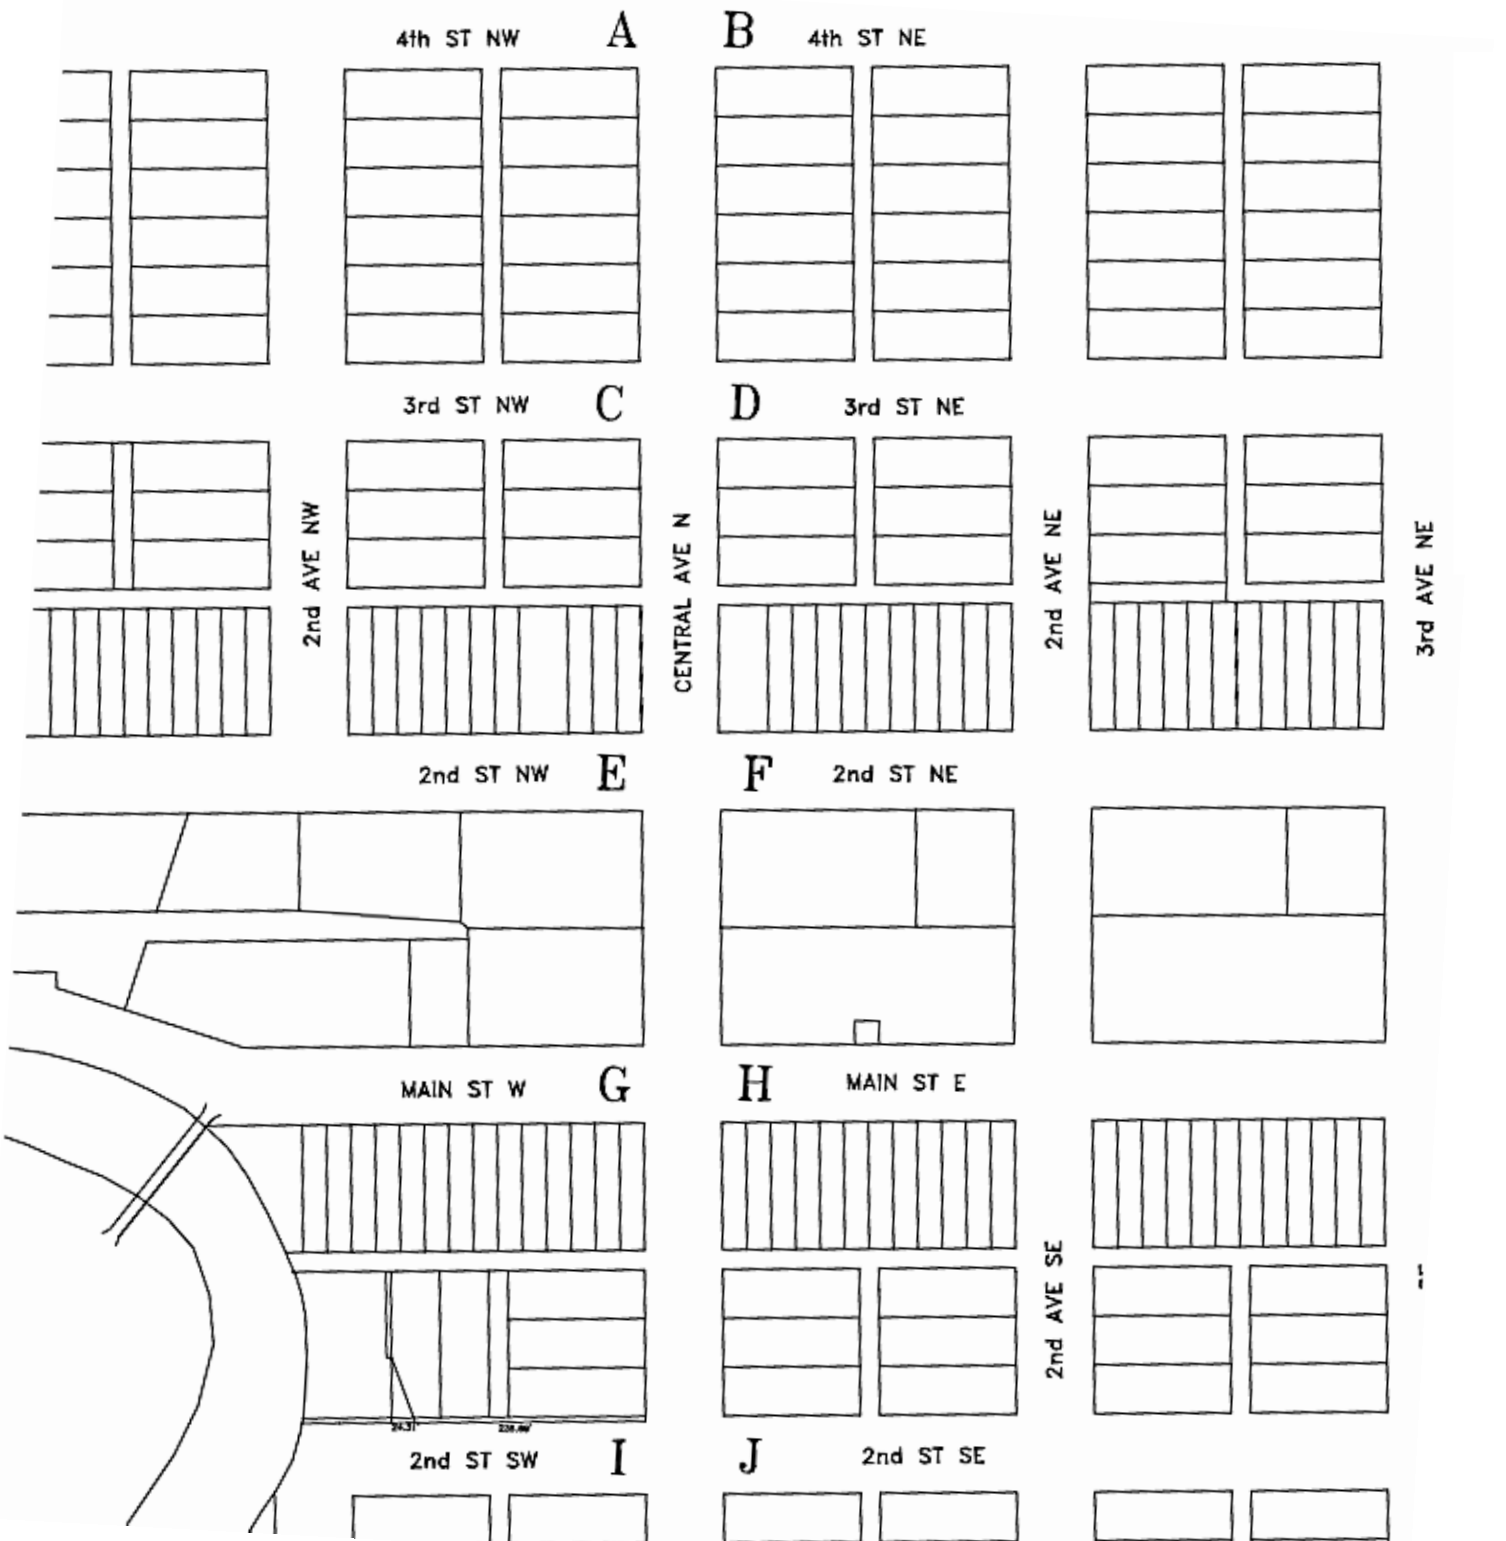 4th ST NW A B 4th ST NE
3rd ST NW C D 3rd ST NE
2nd AVE NW
CENTRAL AVE N
2nd AVE NE
3rd AVE NE
2nd ST NW E F 2nd ST NE
MAIN ST W G H MAIN ST E
2nd AVE SE
24.31'
2nd ST SW I J 2nd ST SE